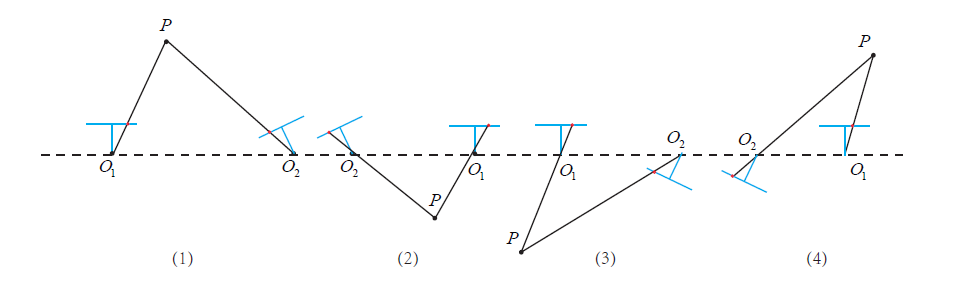 P
P
O₂
O₂
O₁
O₂
O₂
O₁
O₁
O₁
P
P
(1)
(2)
(3)
(4)